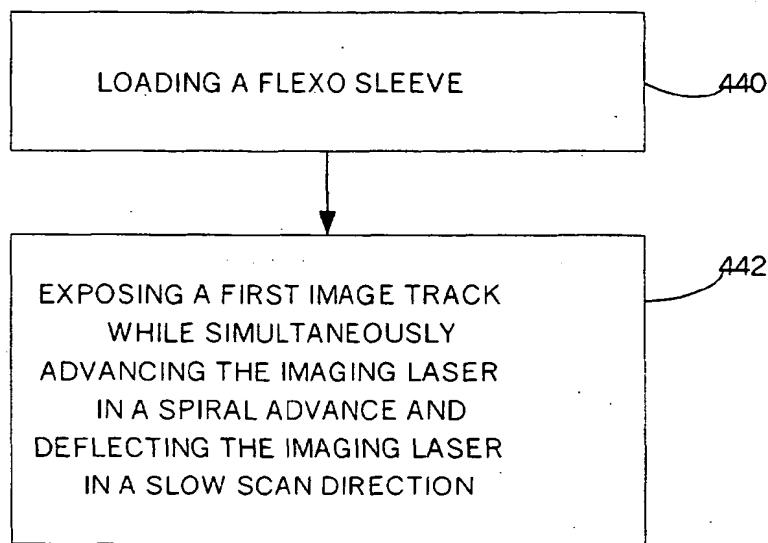 LOADING A FLEXO SLEEVE
440
EXPOSING A FIRST IMAGE TRACK
WHILE SIMULTANEOUSLY
ADVANCING THE IMAGING LASER
IN A SPIRAL ADVANCE AND
DEFLECTING THE IMAGING LASER
IN A SLOW SCAN DIRECTION
442